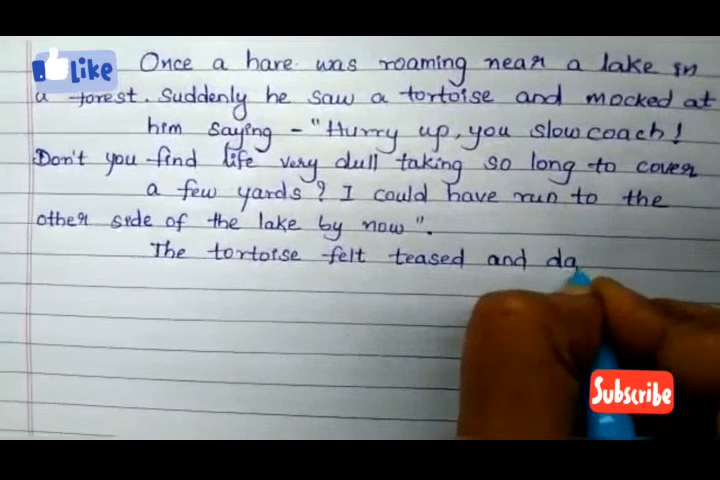 Like
Once a hare was roaming near a lake in
a forest. Suddenly he saw a tortoise and mocked at
him saying - "Hurry up, you slow coach!
Don't you find life very dull taking so long to cover
a few yards? I could have run to the
other side of the lake by now".
The tortoise felt teased and da
Subscribe